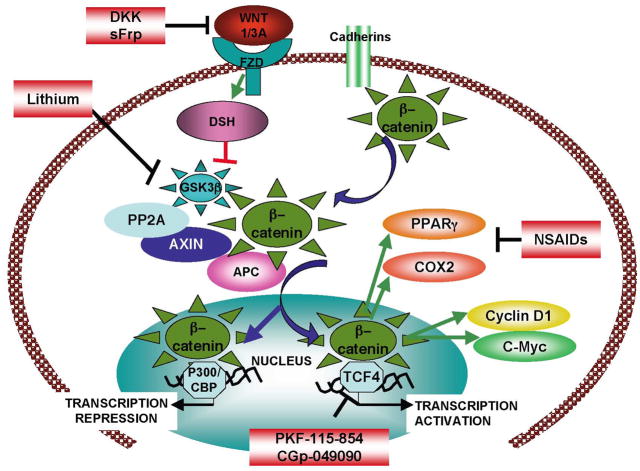 DKK
sFrp
WNT
1/3A
FZD
Cadherins
Lithium
DSH
β–
catenin
GSK3β
PP2A
AXIN
APC
β–
catenin
PPARγ
COX2
NSAIDs
Cyclin D1
C-Myc
β–
catenin
P300/
CBP
NUCLEUS
β–
catenin
TCF4
TRANSCRIPTION
REPRESSION
TRANSCRIPTION
ACTIVATION
PKF-115-854
CGp-049090